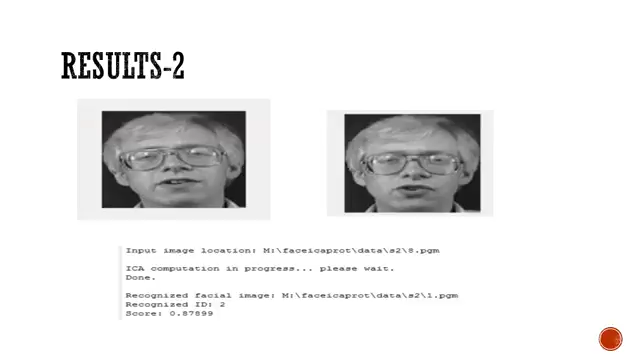 RESULTS-2
Input image location: M:\faceicaprot\data\s2\8.pgm
ICA computation in progress... please wait.
Done.
Recognized facial image: M:\faceicaprot\data\s2\1.pgm
Recognized ID: 2
Score: 0.87899